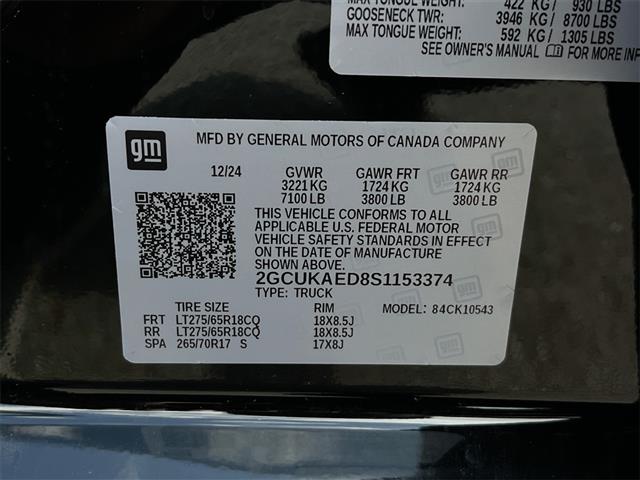 MAX TONGUE WEIGHT: 422 KG / 930 LBS
GOOSENECK TWR: 3946 KG / 8700 LBS
MAX TONGUE WEIGHT: 592 KG / 1305 LBS
SEE OWNER'S MANUAL FOR MORE INF
gm MFD BY GENERAL MOTORS OF CANADA COMPANY
12/24 GVWR GAWR FRT GAWR RR
3221 KG 1724 KG 1724 KG
7100 LB 3800 LB 3800 LB
THIS VEHICLE CONFORMS TO ALL
APPLICABLE U.S. FEDERAL MOTOR
VEHICLE SAFETY STANDARDS IN EFFECT
ON THE DATE OF MANUFACTURE
SHOWN ABOVE.
2GCUKAED8S1153374
TYPE: TRUCK
TIRE SIZE RIM MODEL: 84CK10543
FRT LT275/65R18CQ 18X8.5J
RR LT275/65R18CQ 18X8.5J
SPA 265/70R17 S 17X8J